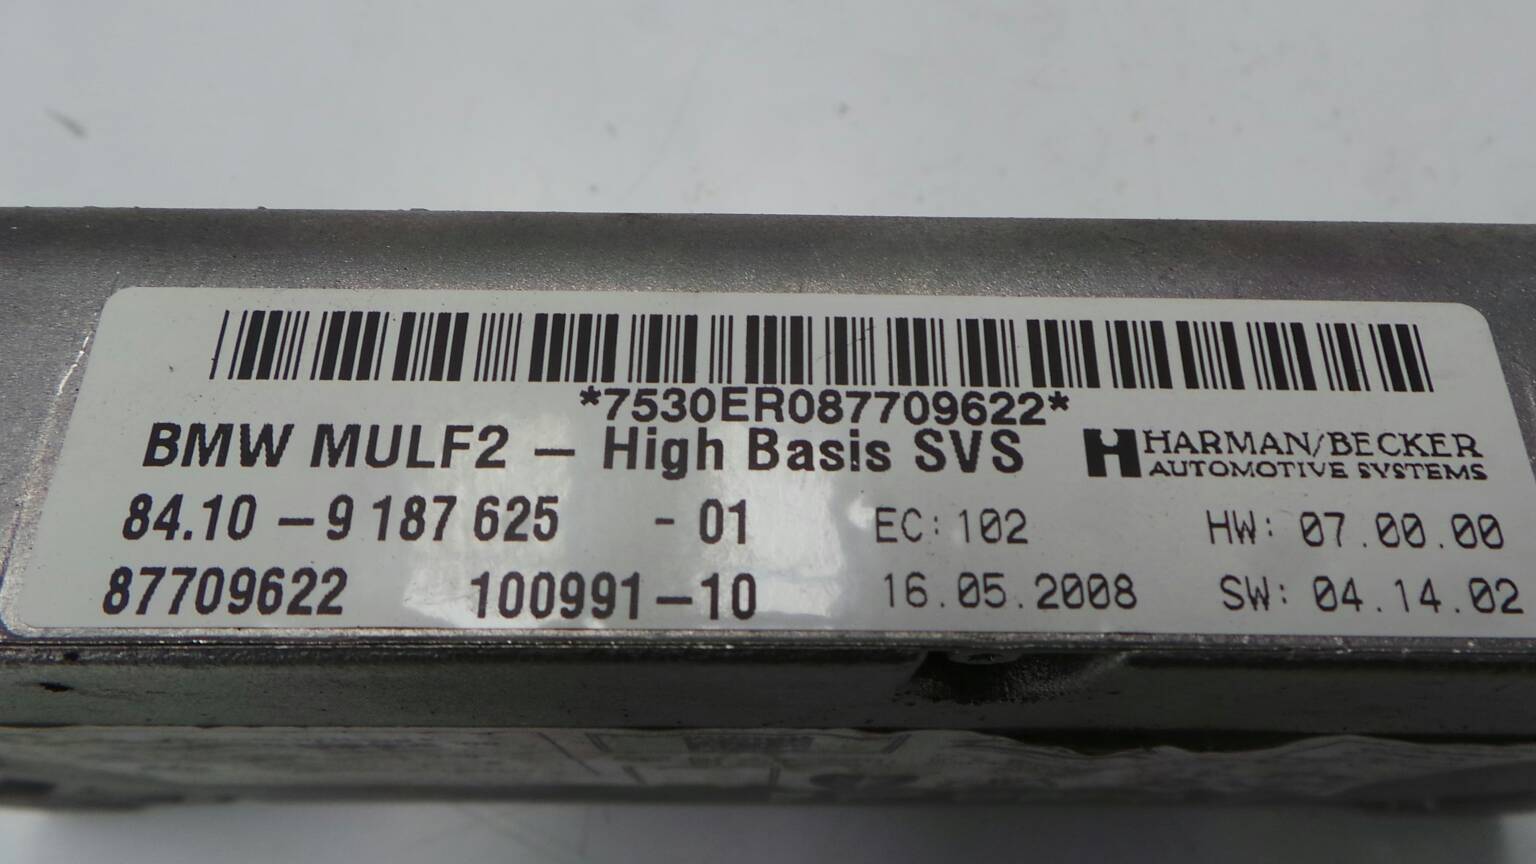 *7530ER087709622*
BMW MULF2 – High Basis SVS
H HARMAN/BECKER
AUTOMOTIVE SYSTEMS
84.10 – 9 187 625 - 01 EC: 102 HW: 07.00.00
87709622 100991–10 16.05.2008 SW: 04.14.02